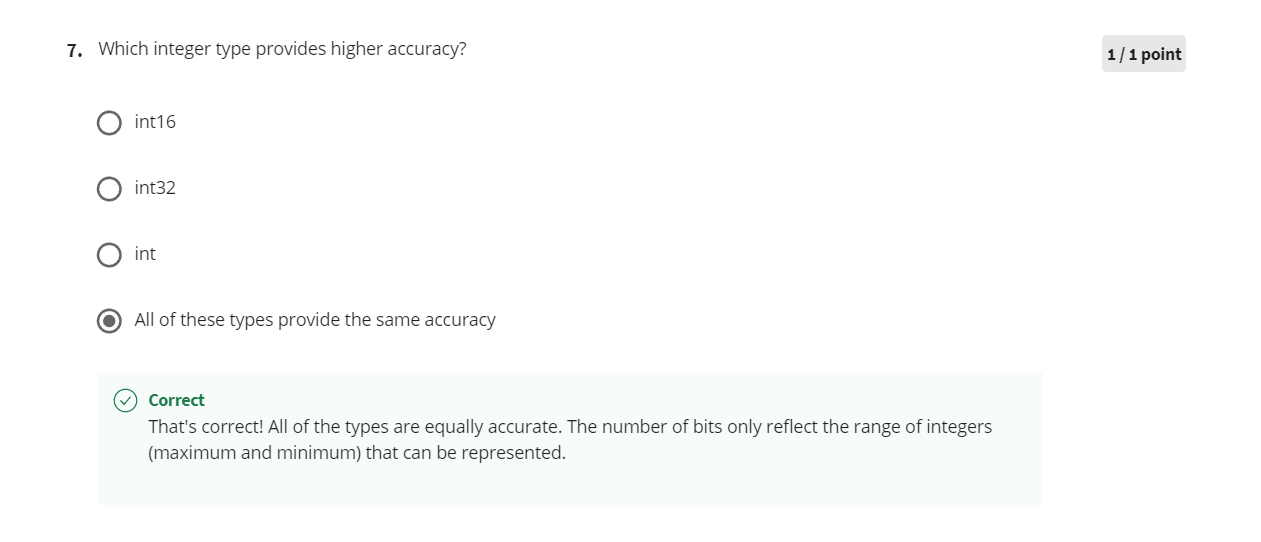 7. Which integer type provides higher accuracy?
1 / 1 point
int16
int32
int
All of these types provide the same accuracy
Correct
That's correct! All of the types are equally accurate. The number of bits only reflect the range of integers
(maximum and minimum) that can be represented.